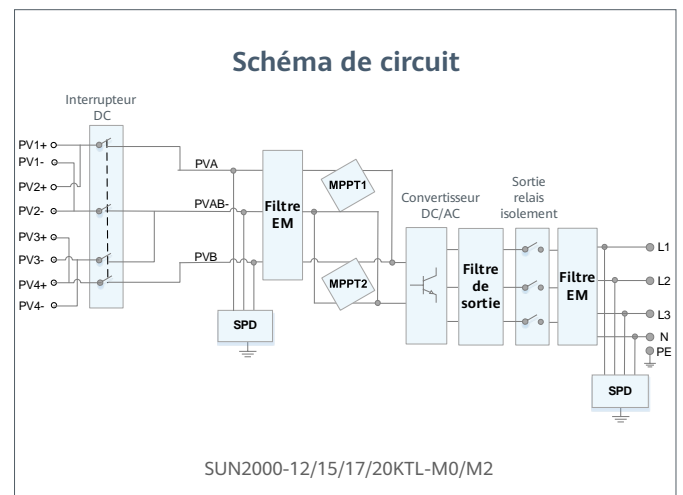 Schéma de circuit
Interrupteur
DC
PV1+
PV1-
PV2+
PV2-
PV3+
PV3-
PV4+
PV4-
PVA
PVAB-
PVB
SPD
Filtre
EM
MPPT1
MPPT2
Convertisseur
DC/AC
Filtre
de
sortie
Sortie
relais
isolement
Filtre
EM
L1
L2
L3
N
PE
SPD
SUN2000-12/15/17/20KTL-M0/M2